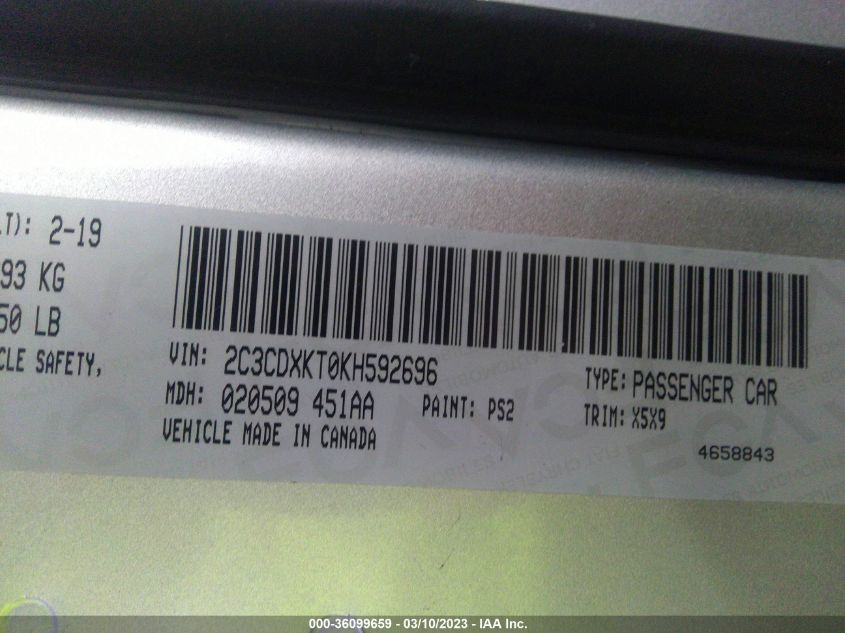 LT): 2-19
93 KG
50 LB
CLE SAFETY,
VIN: 2C3CDXKT0KH592696
TYPE: PASSENGER CAR
MDH: 020509 451AA
PAINT: PS2
TRIM: X5X9
VEHICLE MADE IN CANADA
4658843
000-36099659 - 03/10/2023 - IAA Inc.